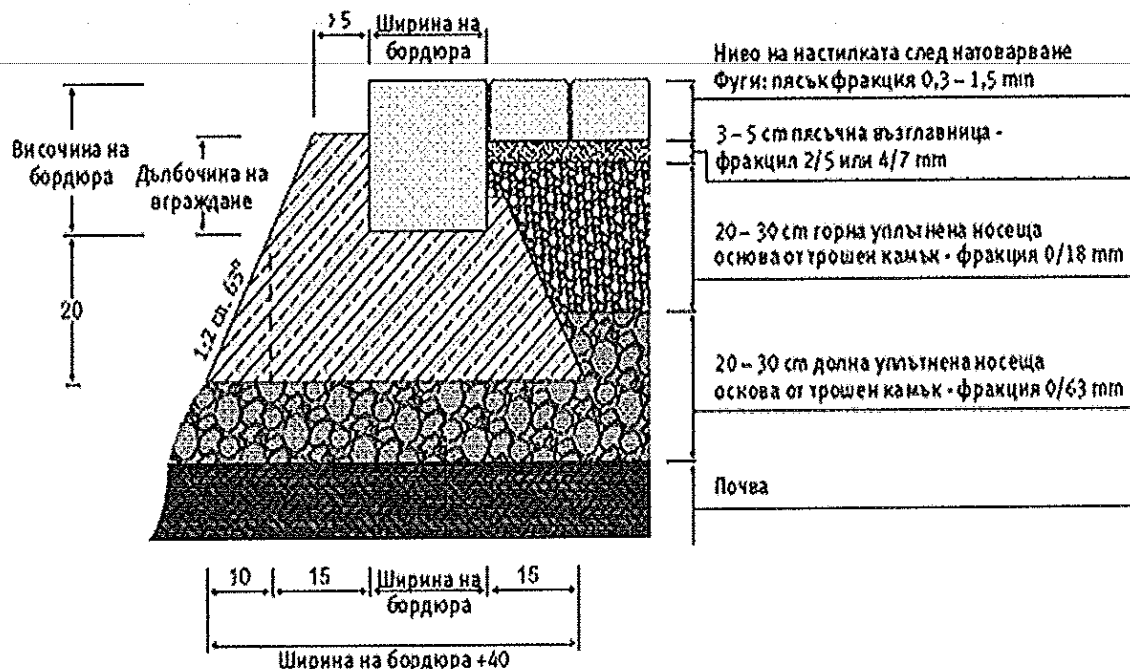 >5
Ширина на
бордюра
Височина на
бордюра
Дълбочина на
вграждане
20
1:2 сп. 63°
Ниво на настилката след натоварване
Фуги: пясък фракция 0,3 – 1,5 mm
3 – 5 cm пясъчна възглавница -
фракция 2/5 или 4/7 mm
20 – 30 cm горна уплътнена носеща
основа от трошен камък - фракция 0/18 mm
20 – 30 cm долна уплътнена носеща
основа от трошен камък - фракция 0/63 mm
Почва
10
15
Ширина на
бордюра
15
Ширина на бордюра +40